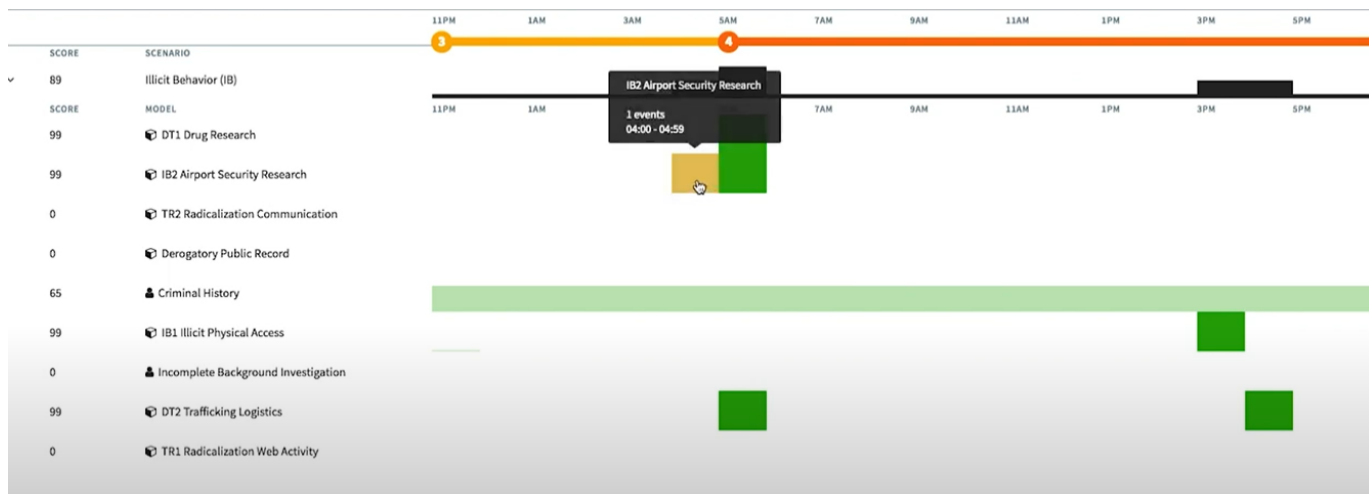 11PM 1AM 3AM 5AM 7AM 9AM 11AM 1PM 3PM 5PM
3 4
SCORE SCENARIO
89 Illicit Behavior (IB)
IB2 Airport Security Research
1 events
04:00 - 04:59
SCORE MODEL 11PM 1AM 7AM 9AM 11AM 1PM 3PM 5PM
99 DT1 Drug Research
99 IB2 Airport Security Research
0 TR2 Radicalization Communication
0 Derogatory Public Record
65 Criminal History
99 IB1 Illicit Physical Access
0 Incomplete Background Investigation
99 DT2 Trafficking Logistics
0 TR1 Radicalization Web Activity